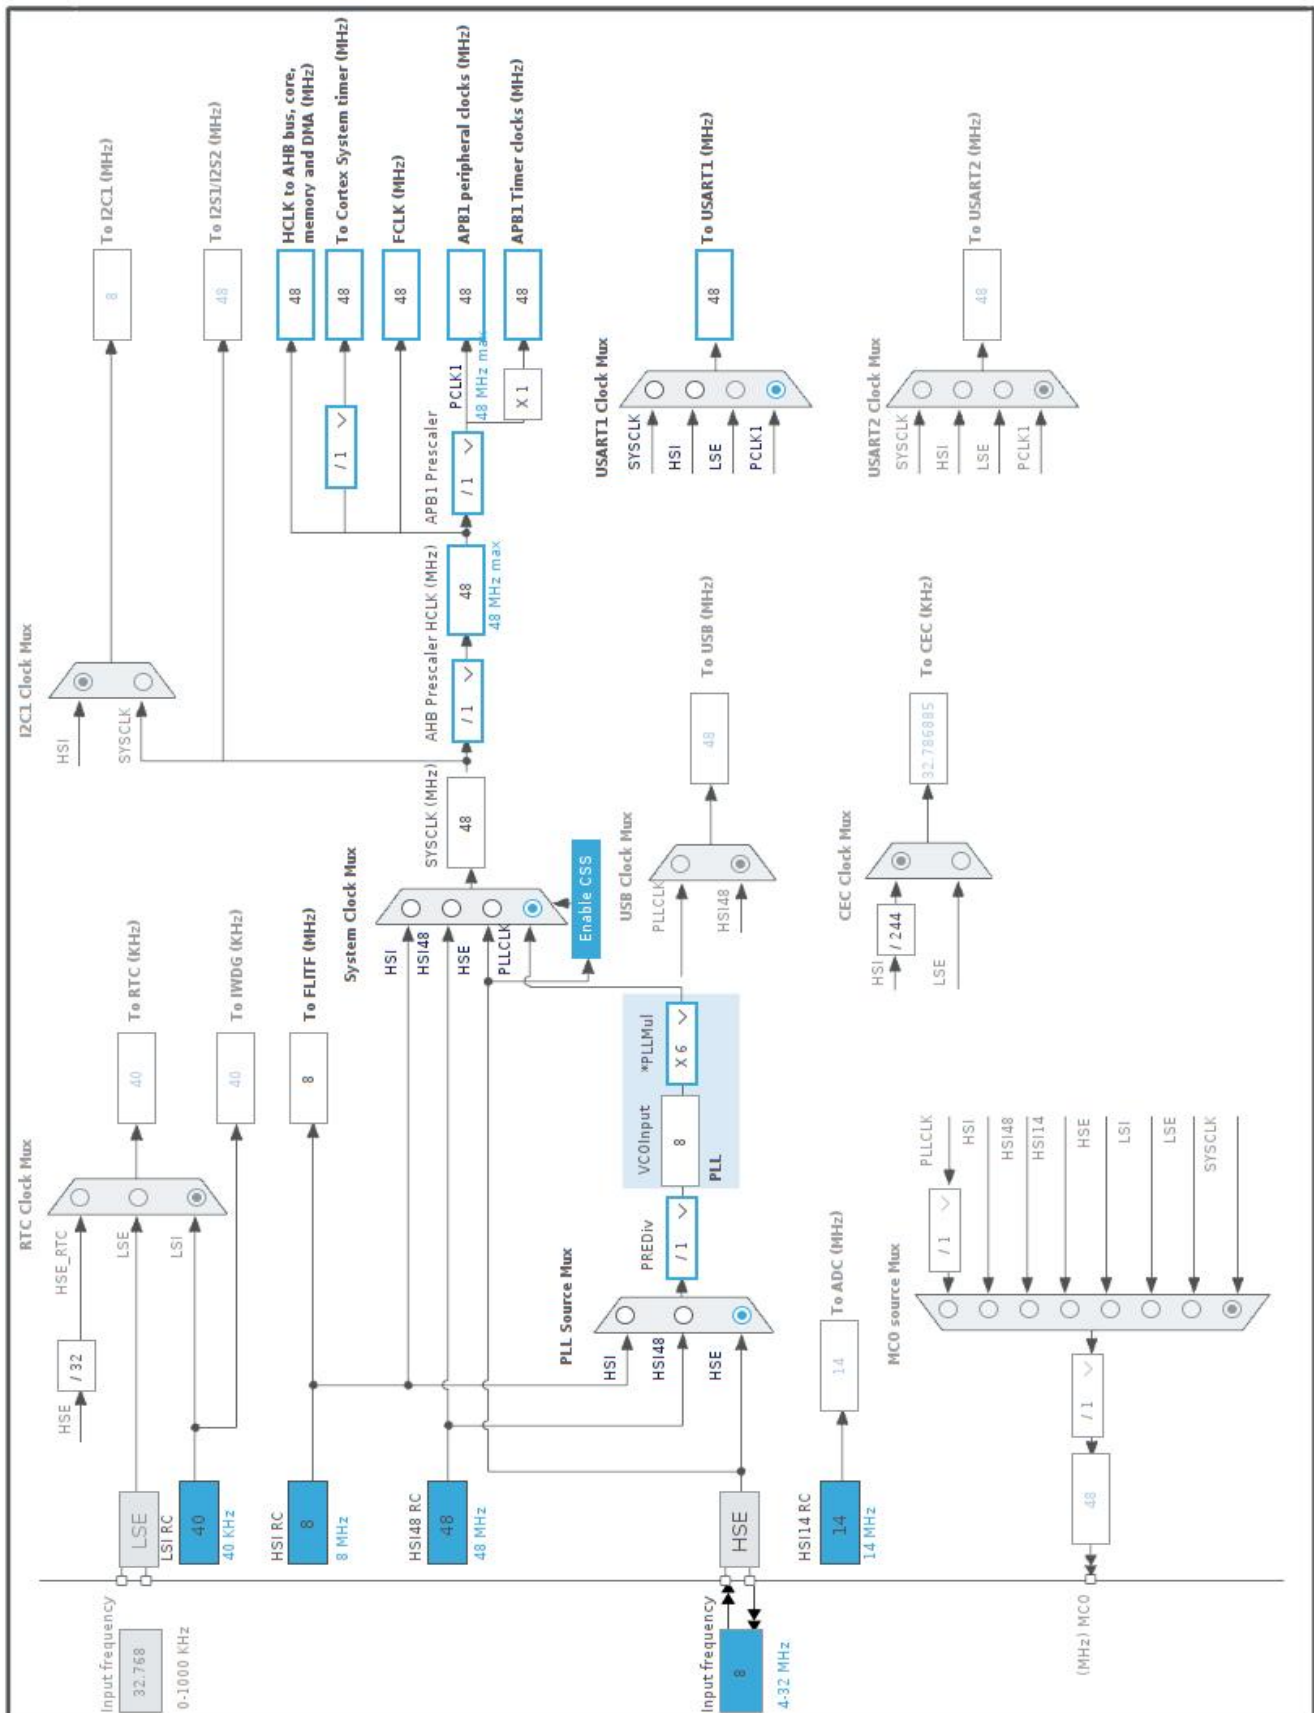 RTC Clock Mux
HSE
/ 32
HSE_RTC
Input frequency
32.768
0-1000 KHz
LSE
LSE
40
To RTC (KHz)
LSI RC
40
40 KHz
LSI
40
To IWDG (KHz)
HSI RC
8
8 MHz
8
To FLITF (MHz)
HSI48 RC
48
48 MHz
System Clock Mux
HSI
HSI48
HSE
PLLCLK
Enable CSS
SYSCLK (MHz)
48
AHB Prescaler
/ 1
HCLK (MHz)
48
48 MHz max
APB1 Prescaler
/ 1
PCLK1
48 MHz max
X 1
I2C1 Clock Mux
HSI
SYSCLK
8
To I2C1 (MHz)
48
To I2S1/I2S2 (MHz)
48
HCLK to AHB bus, core,
memory and DMA (MHz)
/ 1
48
To Cortex System timer (MHz)
48
FCLK (MHz)
48
APB1 peripheral clocks (MHz)
48
APB1 Timer clocks (MHz)
PLL Source Mux
HSI
HSI48
HSE
PREDiv
/ 1
VCOInput
8
*PLLMul
X 6
PLL
Input frequency
8
4-32 MHz
HSE
USB Clock Mux
PLLCLK
HSI48
48
To USB (MHz)
USART1 Clock Mux
SYSCLK
HSI
LSE
PCLK1
48
To USART1 (MHz)
HSI14 RC
14
14 MHz
14
To ADC (MHz)
CEC Clock Mux
HSI
/ 244
LSE
32.786885
To CEC (KHz)
USART2 Clock Mux
SYSCLK
HSI
LSE
PCLK1
48
To USART2 (MHz)
MCO source Mux
PLLCLK
/ 1
HSI
HSI48
HSI14
HSE
LSI
LSE
SYSCLK
/ 1
48
(MHz) MCO